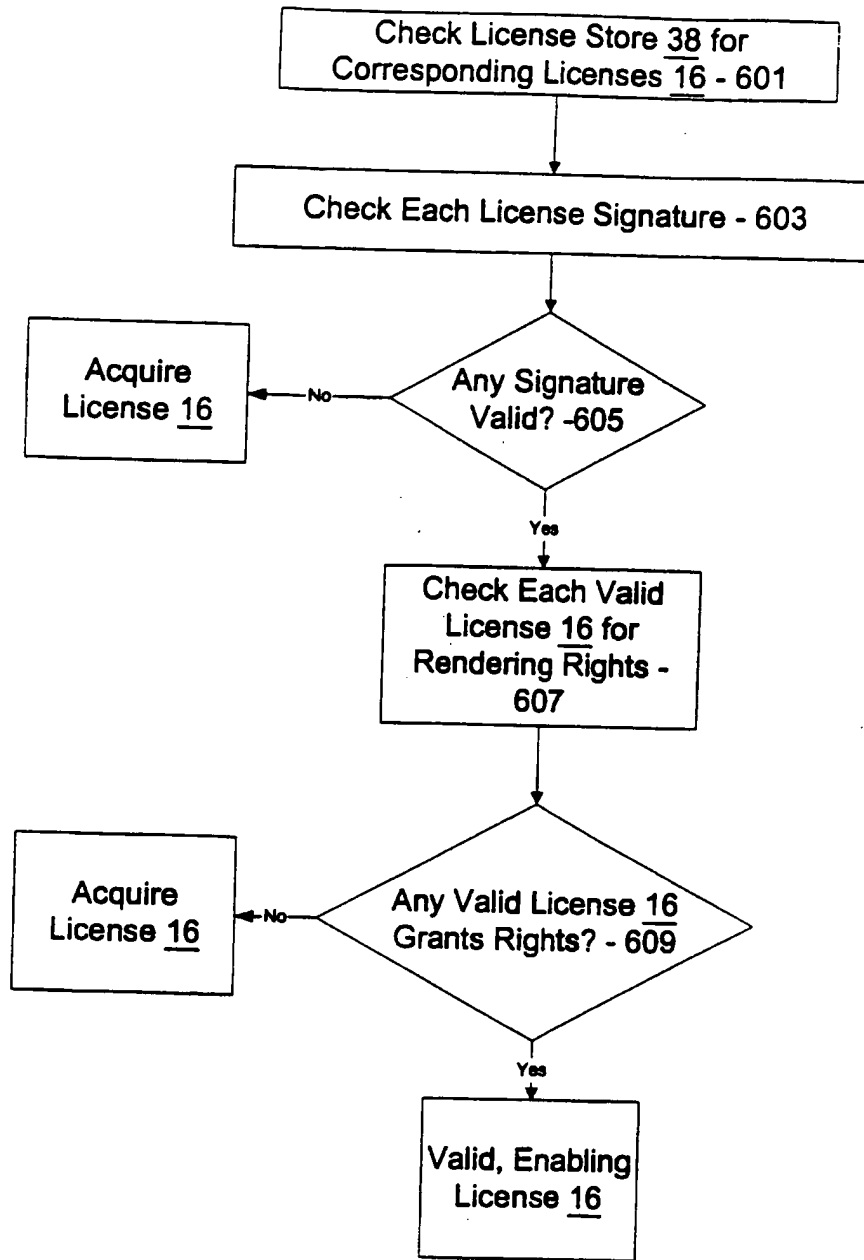 Check License Store 38 for
Corresponding Licenses 16 - 601
Check Each License Signature - 603
Acquire
License 16
No
Any Signature
Valid? -605
Yes
Check Each Valid
License 16 for
Rendering Rights -
607
Acquire
License 16
No
Any Valid License 16
Grants Rights? - 609
Yes
Valid, Enabling
License 16